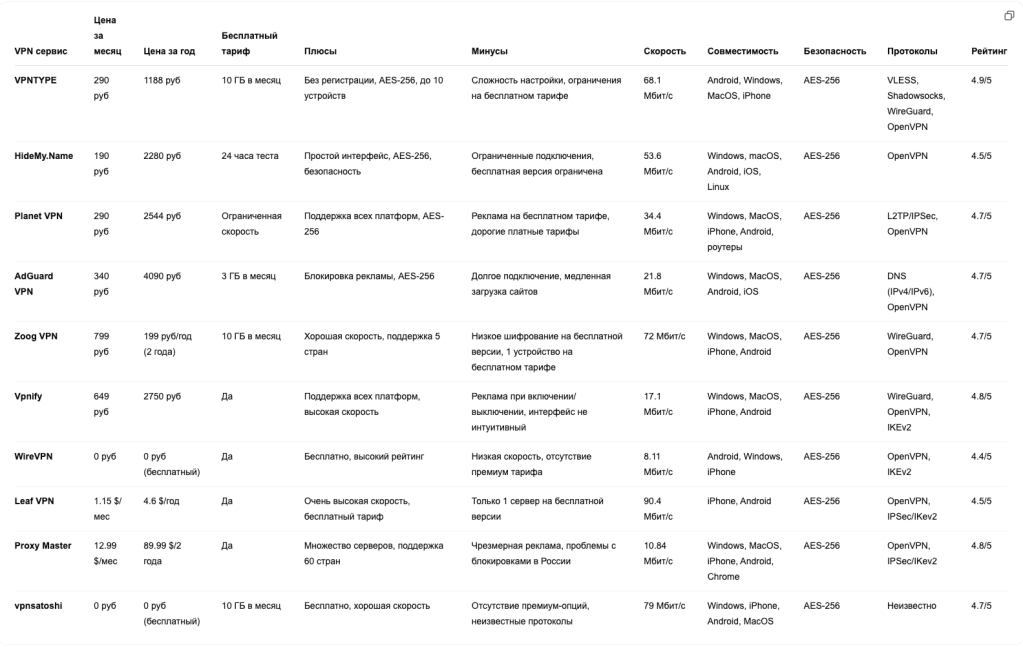 VPN сервис Цена за месяц Цена за год Бесплатный тариф Плюсы Минусы Скорость Совместимость Безопасность Протоколы Рейтинг
VPNTYPE 290 руб 1188 руб 10 ГБ в месяц Без регистрации, AES-256, до 10 устройств Сложность настройки, ограничения на бесплатном тарифе 68.1 Мбит/с Android, Windows, MacOS, iPhone AES-256 VLESS, Shadowsocks, WireGuard, OpenVPN 4.9/5
HideMy.Name 190 руб 2280 руб 24 часа теста Простой интерфейс, AES-256, безопасность Ограниченные подключения, бесплатная версия ограничена 53.6 Мбит/с Windows, macOS, Android, iOS, Linux AES-256 OpenVPN 4.5/5
Planet VPN 290 руб 2544 руб Ограниченная скорость Поддержка всех платформ, AES-256 Реклама на бесплатном тарифе, дорогие платные тарифы 34.4 Мбит/с Windows, MacOS, iPhone, Android, роутеры AES-256 L2TP/IPSec, OpenVPN 4.7/5
AdGuard VPN 340 руб 4090 руб 3 ГБ в месяц Блокировка рекламы, AES-256 Долгое подключение, медленная загрузка сайтов 21.8 Мбит/с Windows, MacOS, Android, iOS AES-256 DNS (IPv4/IPv6), OpenVPN 4.7/5
Zoog VPN 799 руб 199 руб/год (2 года) 10 ГБ в месяц Хорошая скорость, поддержка 5 стран Низкое шифрование на бесплатной версии, 1 устройство на бесплатном тарифе 72 Мбит/с Windows, MacOS, iPhone, Android AES-256 WireGuard, OpenVPN 4.7/5
Vpnify 649 руб 2750 руб Да Поддержка всех платформ, высокая скорость Реклама при включении/выключении, интерфейс не интуитивный 17.1 Мбит/с Windows, MacOS, iPhone, Android AES-256 WireGuard, OpenVPN, IKEv2 4.8/5
WireVPN 0 руб 0 руб (бесплатный) Да Бесплатно, высокий рейтинг Низкая скорость, отсутствие премиум тарифа 8.11 Мбит/с Android, Windows, iPhone AES-256 OpenVPN, IKEv2 4.4/5
Leaf VPN 1.15 $/мес 4.6 $/год Да Очень высокая скорость, бесплатный тариф Только 1 сервер на бесплатной версии 90.4 Мбит/с iPhone, Android AES-256 OpenVPN, IPSec/IKev2 4.5/5
Proxy Master 12.99 $/мес 89.99 $/2 года Да Множество серверов, поддержка 60 стран Чрезмерная реклама, проблемы с блокировками в России 10.84 Мбит/с Windows, MacOS, iPhone, Android, Chrome AES-256 OpenVPN, IPSec/IKev2 4.8/5
vpnsatoshi 0 руб 0 руб (бесплатный) 10 ГБ в месяц Бесплатно, хорошая скорость Отсутствие премиум-опций, неизвестные протоколы 79 Мбит/с Windows, iPhone, Android, MacOS AES-256 Неизвестно 4.7/5